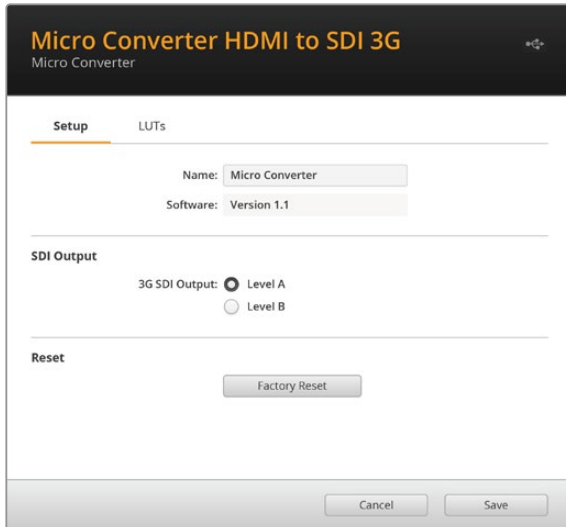 Micro Converter HDMI to SDI 3G
Micro Converter
Setup LUTs
Name: Micro Converter
Software: Version 1.1
SDI Output
3G SDI Output: Level A
Level B
Reset
Factory Reset
Cancel Save